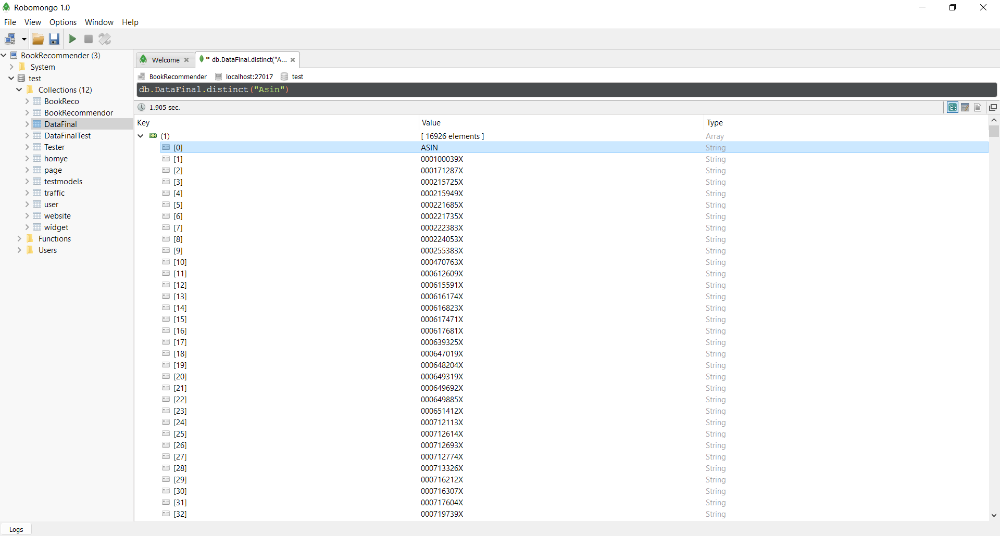 Robomongo 1.0
File View Options Window Help
BookRecommender (3)
System
test
Collections (12)
BookReco
BookRecommendor
DataFinal
DataFinalTest
Tester
homye
page
testmodels
traffic
user
website
widget
Functions
Users
Welcome
* db.DataFinal.distinct("A...
BookRecommender localhost:27017 test
db.DataFinal.distinct("Asin")
1.905 sec.
Key Value Type
(1) [ 16926 elements ] Array
[0] ASIN String
[1] 000100039X String
[2] 000171287X String
[3] 000215725X String
[4] 000215949X String
[5] 000221685X String
[6] 000221735X String
[7] 000222383X String
[8] 000224053X String
[9] 000255383X String
[10] 000470763X String
[11] 000612609X String
[12] 000615591X String
[13] 000616174X String
[14] 000616823X String
[15] 000617471X String
[16] 000617681X String
[17] 000639325X String
[18] 000647019X String
[19] 000648204X String
[20] 000649319X String
[21] 000649692X String
[22] 000649885X String
[23] 000651412X String
[24] 000712113X String
[25] 000712614X String
[26] 000712693X String
[27] 000712774X String
[28] 000713326X String
[29] 000716212X String
[30] 000716307X String
[31] 000717604X String
[32] 000719739X String
Logs